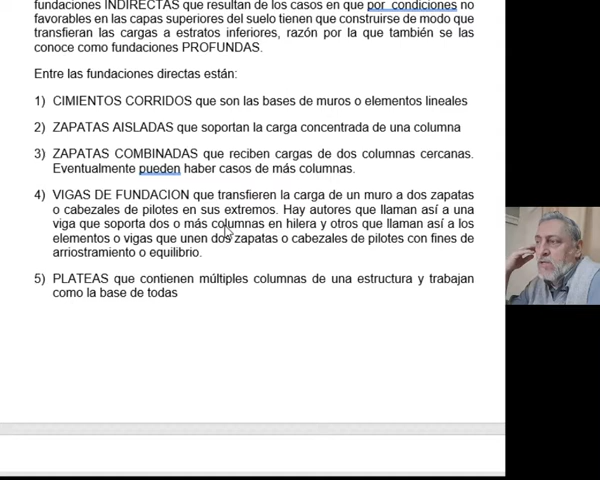 fundaciones INDIRECTAS que resultan de los casos en que por condiciones no
favorables en las capas superiores del suelo tienen que construirse de modo que
transfieran las cargas a estratos inferiores, razón por la que también se las
conoce como fundaciones PROFUNDAS.
Entre las fundaciones directas están:
1) CIMIENTOS CORRIDOS que son las bases de muros o elementos lineales
2) ZAPATAS AISLADAS que soportan la carga concentrada de una columna
3) ZAPATAS COMBINADAS que reciben cargas de dos columnas cercanas.
Eventualmente pueden haber casos de más columnas.
4) VIGAS DE FUNDACION que transfieren la carga de un muro a dos zapatas
o cabezales de pilotes en sus extremos. Hay autores que llaman así a una
viga que soporta dos o más columnas en hilera y otros que llaman así a los
elementos o vigas que unen dos zapatas o cabezales de pilotes con fines de
arriostramiento o equilibrio.
5) PLATEAS que contienen múltiples columnas de una estructura y trabajan
como la base de todas